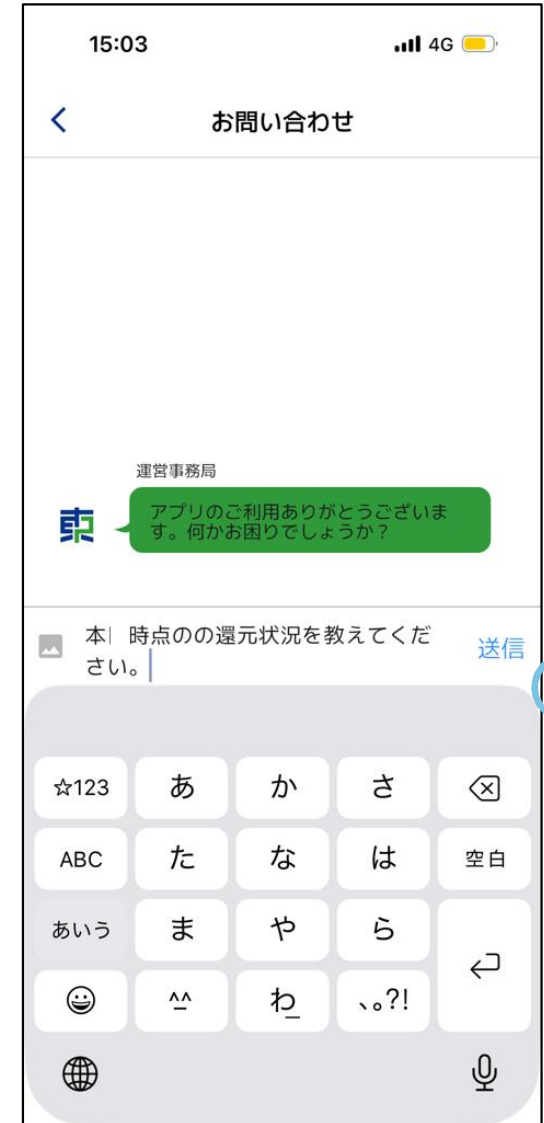 15:03
4G
お問い合わせ
運営事務局
アプリのご利用ありがとうございま
す。何かお困りでしょうか？
本 時点のの還元状況を教えてくだ
さい。
送信
☆123 あ か さ
ABC た な は 空白
あいう ま や ら
^^ わ 、。?!